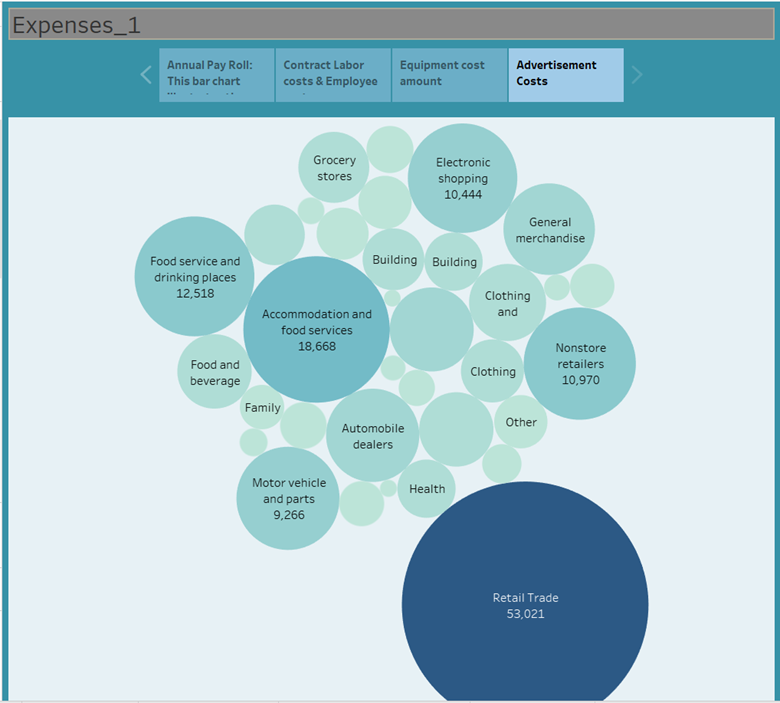 Expenses_1
Annual Pay Roll:
This bar chart
Contract Labor
costs & Employee
Equipment cost
amount
Advertisement
Costs
Grocery
stores
Electronic
shopping
10,444
General
merchandise
Food service and
drinking places
12,518
Building
Building
Accommodation and
food services
18,668
Clothing
and
Nonstore
retailers
10,970
Food and
beverage
Clothing
Family
Automobile
dealers
Other
Motor vehicle
and parts
9,266
Health
Retail Trade
53,021